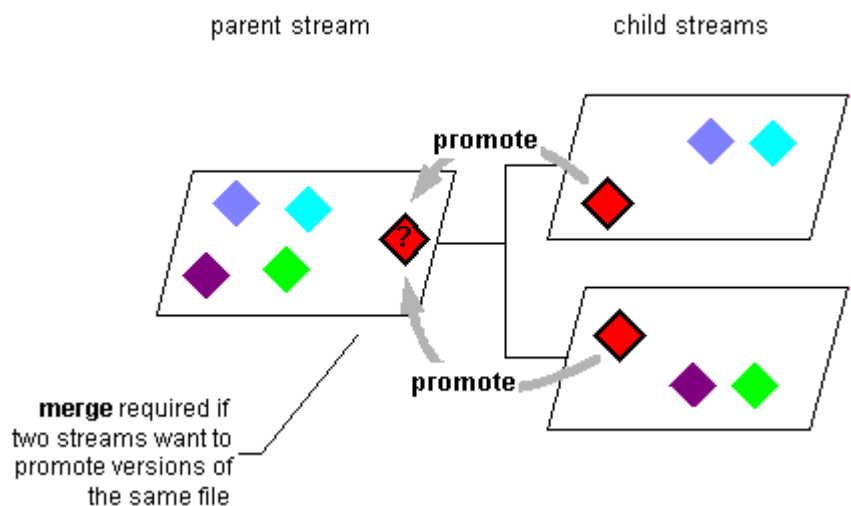 parent stream
child streams
promote
?
promote
merge required if
two streams want to
promote versions of
the same file